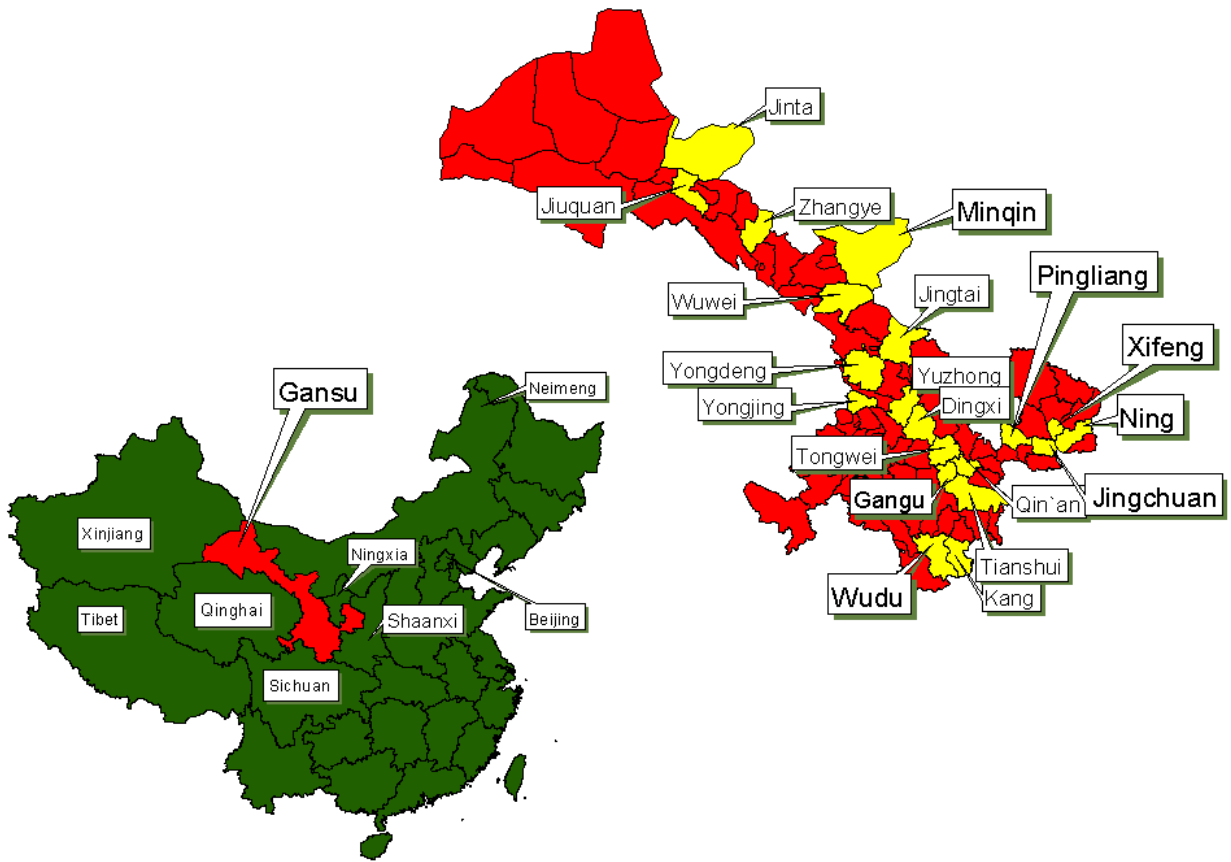 Jinta
Jiuquan
Zhangye
Minqin
Pingliang
Wuwei
Jingtai
Xifeng
Yongdeng
Yuzhong
Yongjing
Dingxi
Ning
Tongwei
Gangu
Qin`an
Jingchuan
Tianshui
Wudu
Kang
Gansu
Neimeng
Xinjiang
Ningxia
Tibet
Qinghai
Shaanxi
Beijing
Sichuan